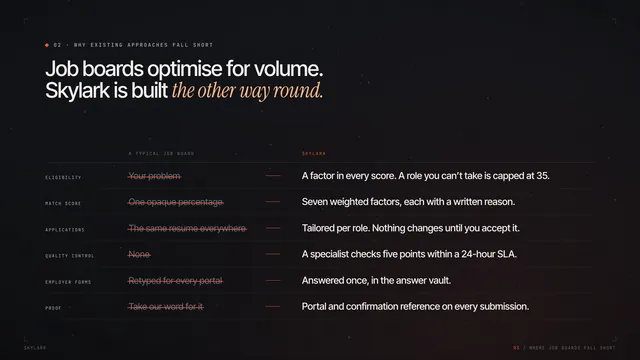 02 · WHY EXISTING APPROACHES FALL SHORT
Job boards optimise for volume.
Skylark is built the other way round.
A TYPICAL JOB BOARD SKYLARK
ELIGIBILITY Your problem A factor in every score. A role you can't take is capped at 35.
MATCH SCORE One opaque percentage Seven weighted factors, each with a written reason.
APPLICATIONS The same resume everywhere Tailored per role. Nothing changes until you accept it.
QUALITY CONTROL None A specialist checks five points within a 24-hour SLA.
EMPLOYER FORMS Retyped for every portal Answered once, in the answer vault.
PROOF Take our word for it Portal and confirmation reference on every submission.
SKYLARK 03 / WHERE JOB BOARDS FALL SHORT